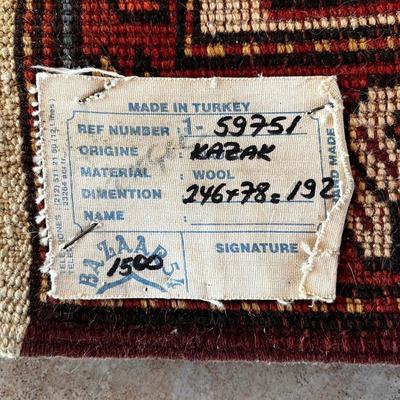 MADE IN TURKEY
REF NUMBER : 1- 59751
ORIGINE : KAZAK
MATERIAL : WOOL
DIMENTION : 246x78=192
NAME :
SIGNATURE
BAZAAR 54
1500
HAND MADE